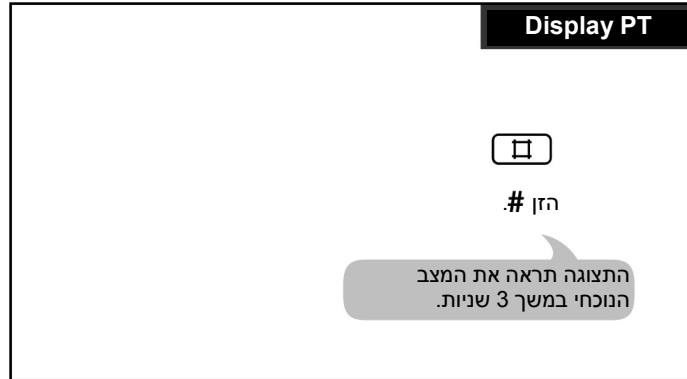 Display PT
#
הזן #.
התצוגה תראה את המצב
הנוכחי במשך 3 שניות.